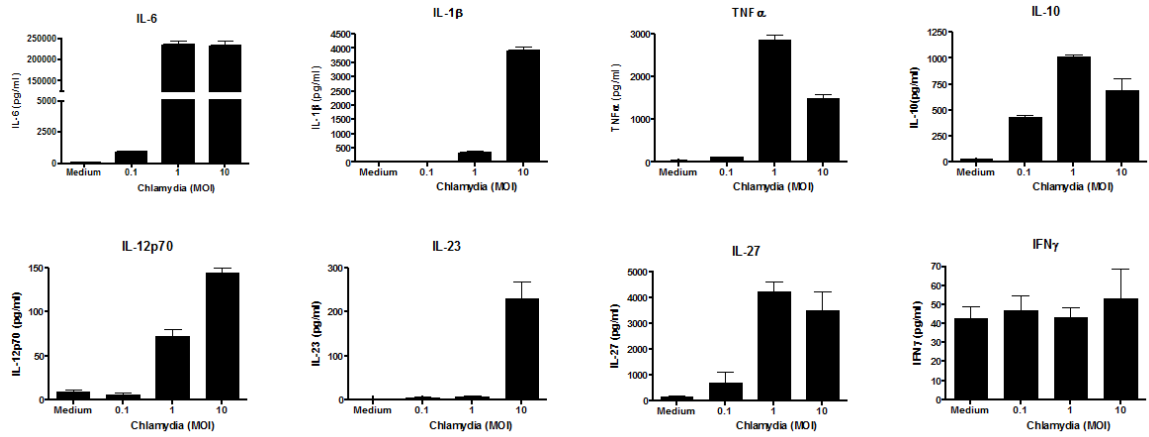 IL-6
IL-6 (pg/ml)
250000
200000
150000
100000
5000
2500
0
Medium 0.1 1 10
Chlamydia (MOI)
IL-1β
IL-1β (pg/ml)
4500
4000
3500
3000
2500
2000
1500
1000
500
0
Medium 0.1 1 10
Chlamydia (MOI)
TNFα
TNFα (pg/ml)
3000
2000
1000
0
Medium 0.1 1 10
Chlamydia (MOI)
IL-10
IL-10(pg/ml)
1250
1000
750
500
250
0
Medium 0.1 1 10
Chlamydia (MOI)
IL-12p70
IL-12p70 (pg/ml)
150
100
50
0
Medium 0.1 1 10
Chlamydia (MOI)
IL-23
IL-23 (pg/ml)
300
200
100
0
Medium 0.1 1 10
Chlamydia (MOI)
IL-27
IL-27 (pg/ml)
5000
4000
3000
2000
1000
0
Medium 0.1 1 10
Chlamydia (MOI)
IFNγ
IFNγ (pg/ml)
70
60
50
40
30
20
10
0
Medium 0.1 1 10
Chlamydia (MOI)